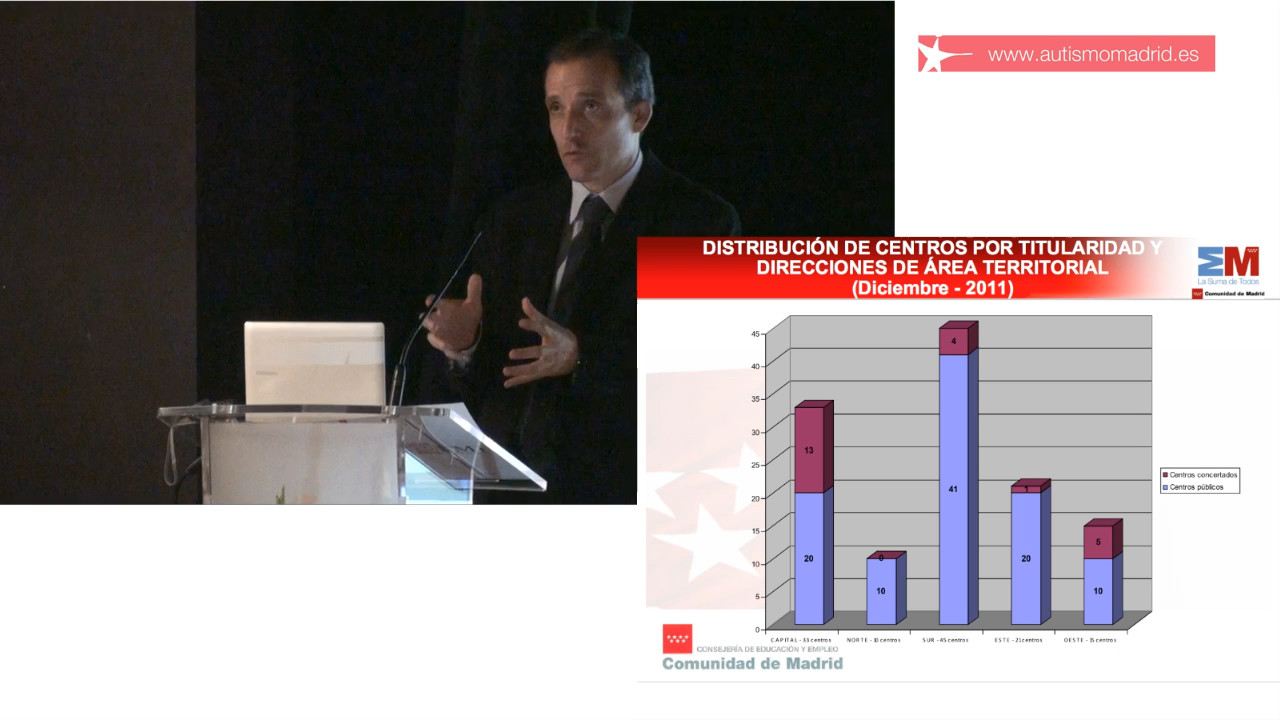 www.autismomadrid.es
DISTRIBUCIÓN DE CENTROS POR TITULARIDAD Y
DIRECCIONES DE ÁREA TERRITORIAL
(Diciembre - 2011)
EM
La Suma de Todos
Comunidad de Madrid
45
40
35
30
25
20
15
10
5
0
13
20
0
10
4
41
1
20
5
10
CAPITAL - 33 centros
NORTE - 10 centros
SUR - 45 centros
ESTE - 21 centros
OESTE - 15 centros
Centros concertados
Centros públicos
CONSEJERÍA DE EDUCACIÓN Y EMPLEO
Comunidad de Madrid